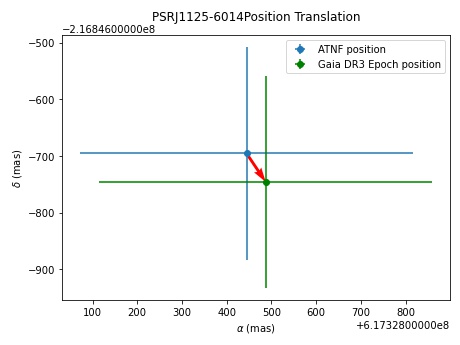 PSRJ1125-6014Position Translation
−2.1684600000e8
ATNF position
Gaia DR3 Epoch position
−500
−600
−700
−800
−900
δ (mas)
100 200 300 400 500 600 700 800
α (mas)
+6.1732800000e8